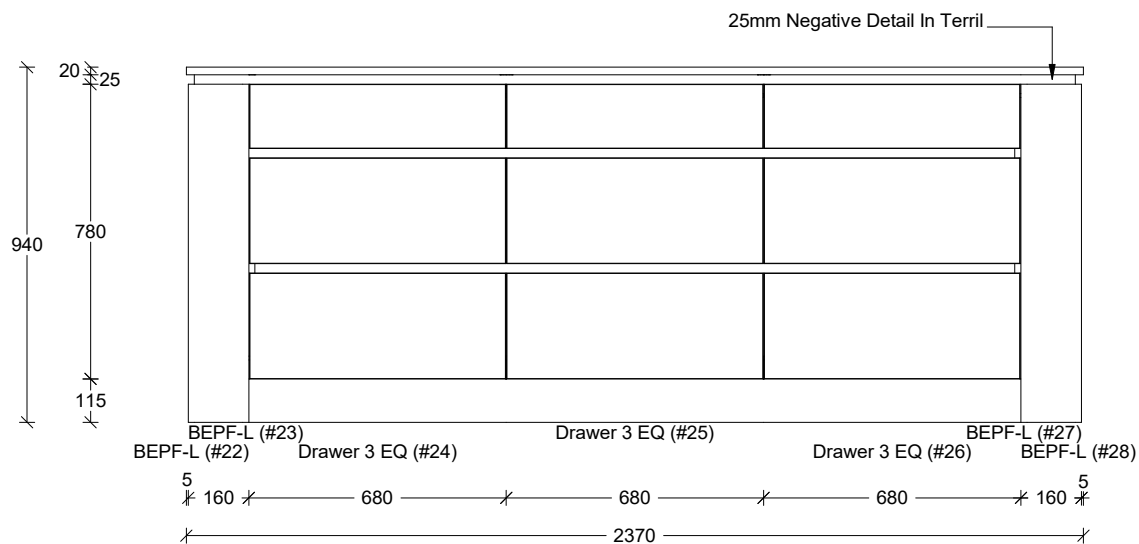 25mm Negative Detail In Terril
20
25
940
780
115
BEPF-L (#23)
Drawer 3 EQ (#25)
BEPF-L (#27)
BEPF-L (#22)
Drawer 3 EQ (#24)
Drawer 3 EQ (#26)
BEPF-L (#28)
5
5
160
680
680
680
160
2370